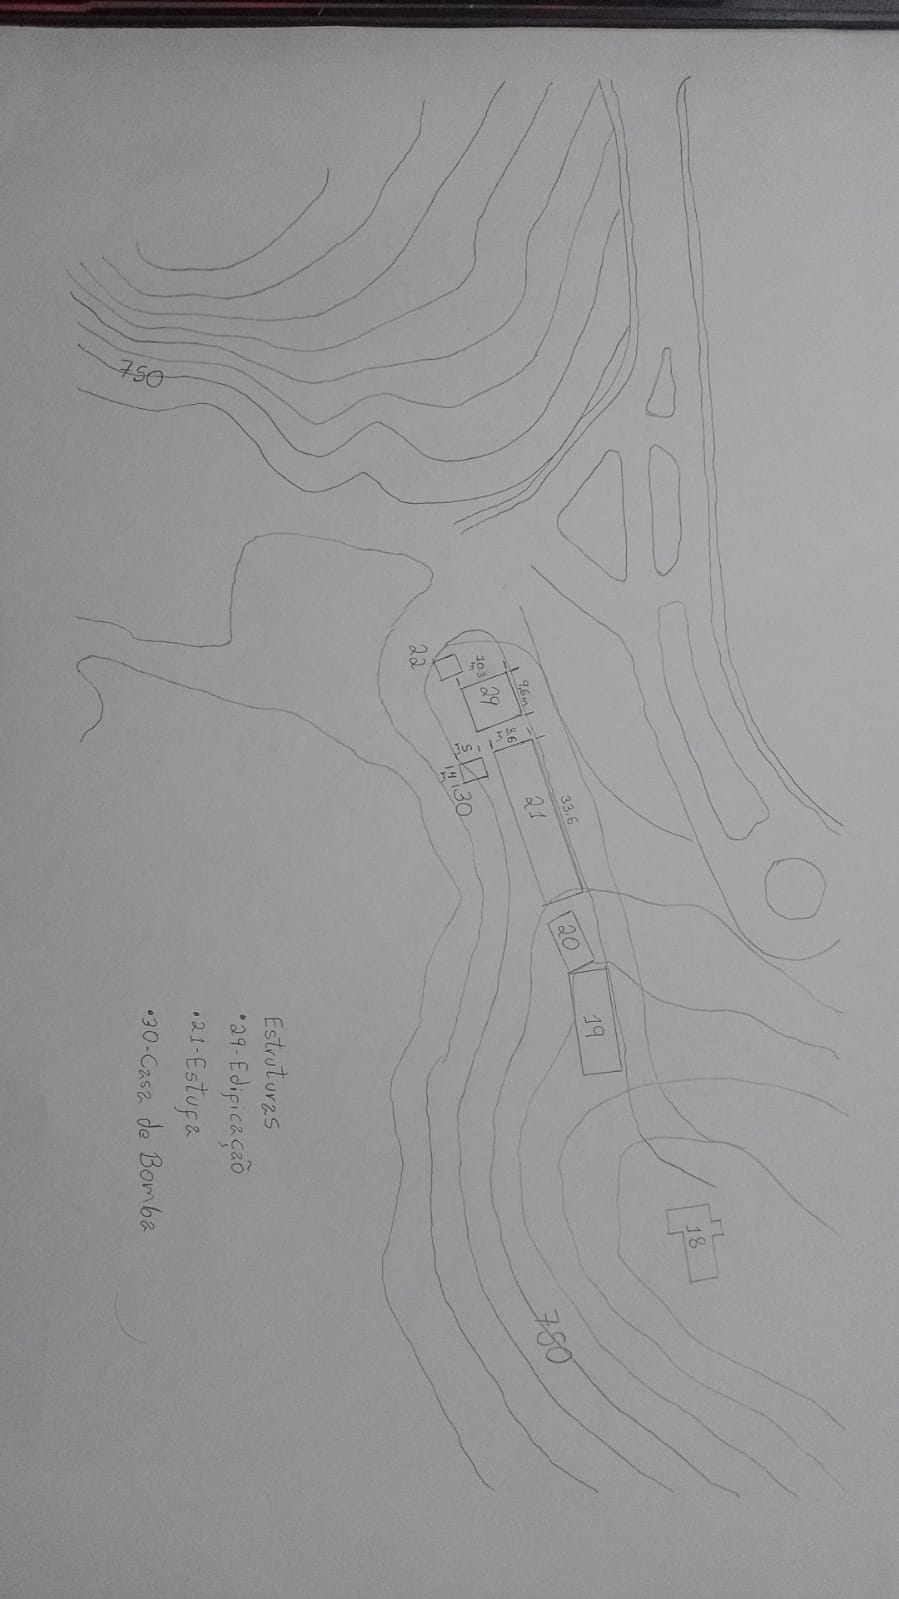 750
22
10.3
m
29
9.6m
8.6
m
5
m
4
m
30
21
33.6
20
19
18
780
Estruturas
•29-Edificação
•21-Estufa
•30-Casa de Bomba